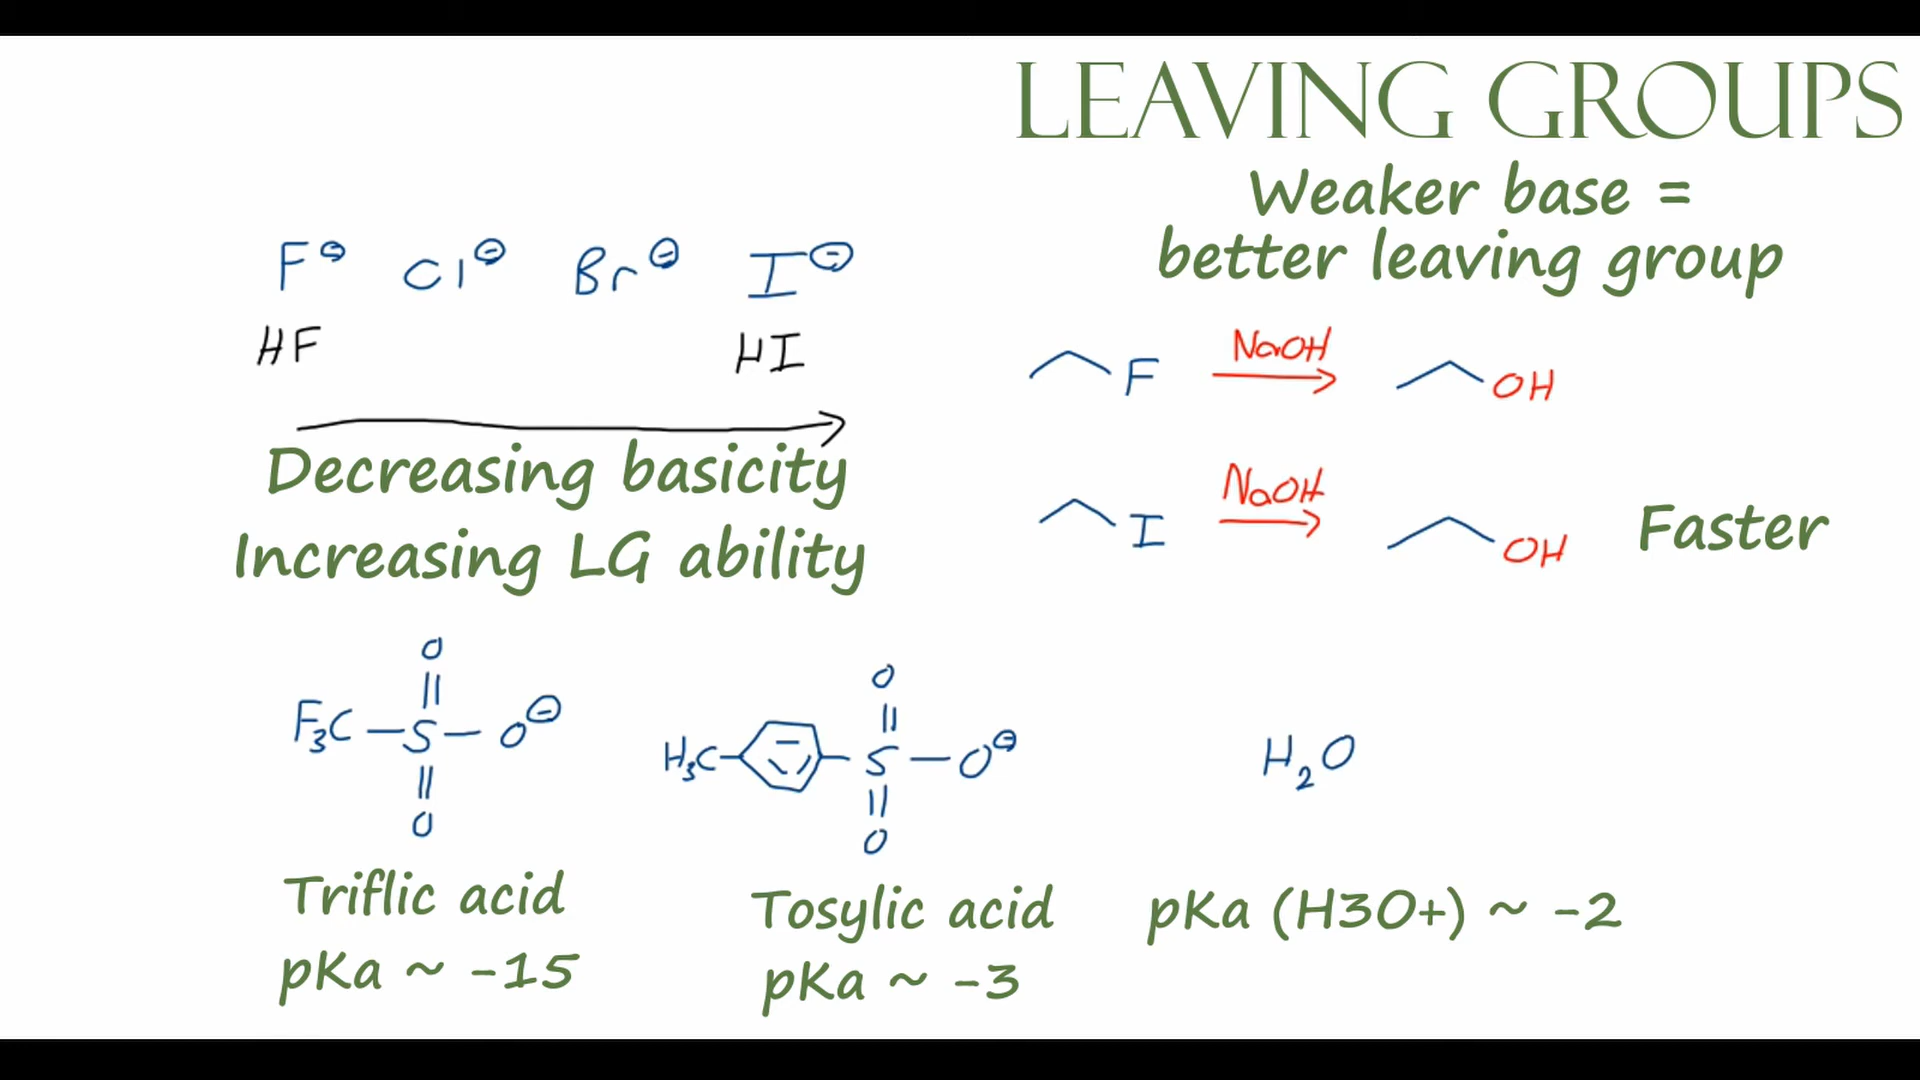 LEAVING GROUPS
Weaker base =
better leaving group
F⊖ Cl⊖ Br⊖ I⊖
HF HI
Decreasing basicity
Increasing LG ability
F NaOH OH
I NaOH OH Faster
O
F₃C—S—O⊖
O
O
H₃C S—O⊖
O
H₂O
Triflic acid
pKa ~ -15
Tosylic acid
pKa ~ -3
pKa (H3O+) ~ -2